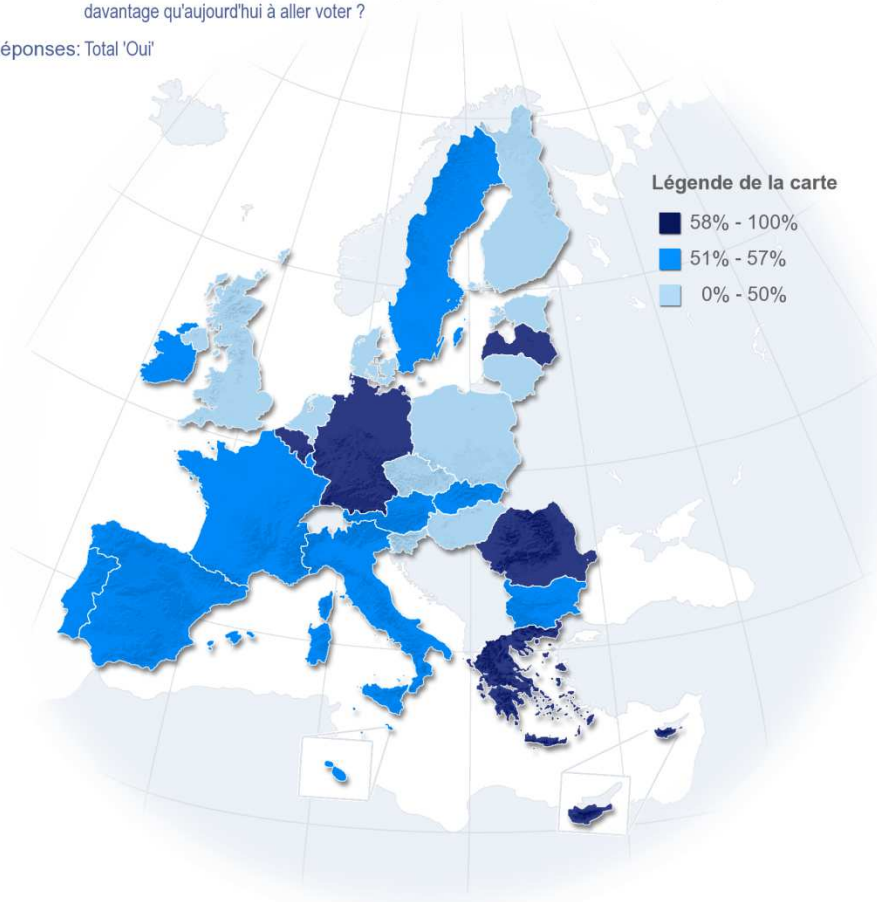 davantage qu'aujourd'hui à aller voter ?
éponses: Total 'Oui'
Légende de la carte
58% - 100%
51% - 57%
0% - 50%